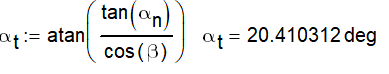 αt := atan( tan(αn) / cos(β) ) αt = 20.410312 deg